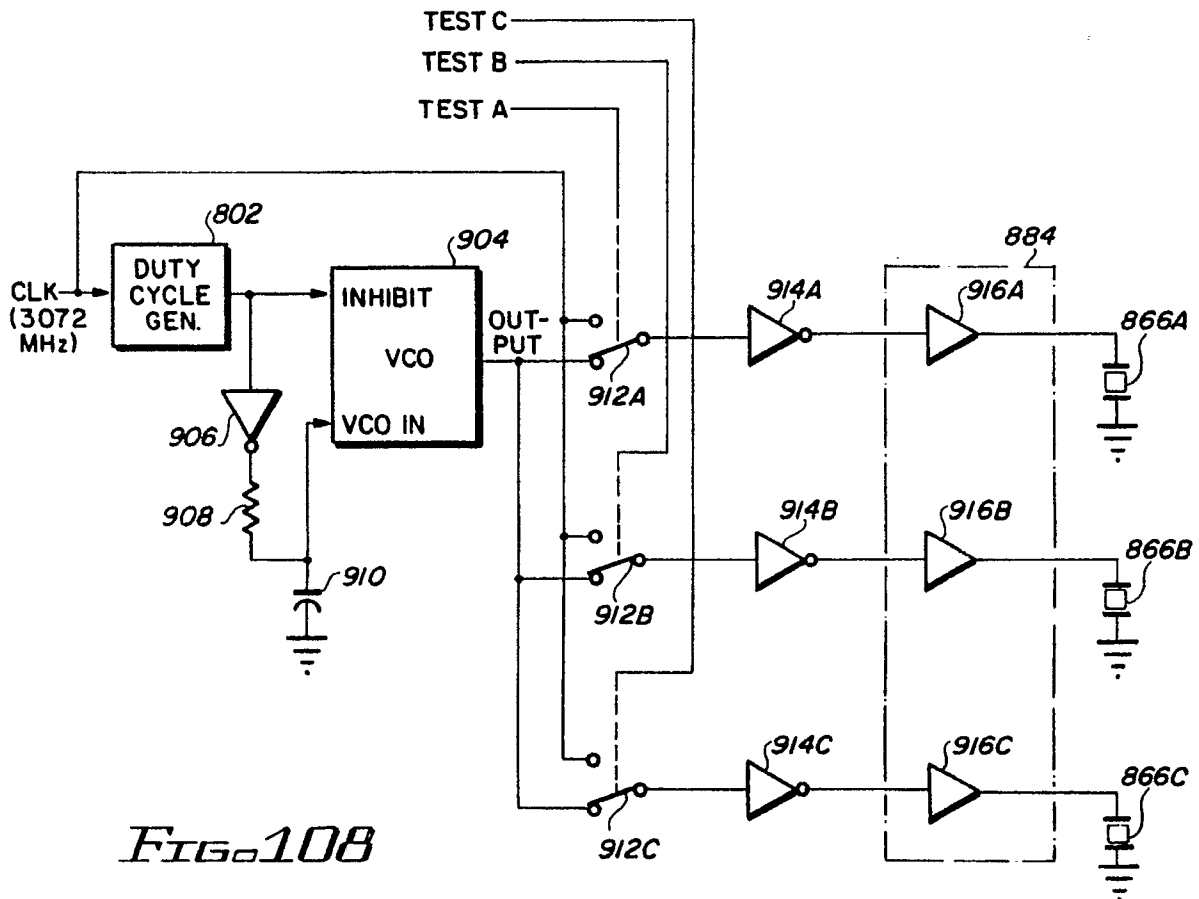 TEST C
TEST B
TEST A
802
904
884
DUTY
CYCLE
GEN.
CLK
(3072
MHz)
INHIBIT
VCO
VCO IN
OUT-
PUT
906
908
910
912A
914A
916A
866A
912B
914B
916B
866B
912C
914C
916C
866C
FIG. 108